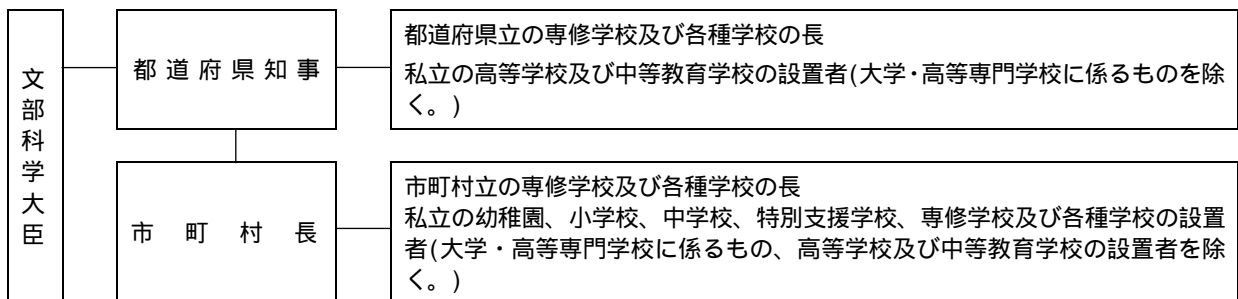 文部科学大臣
都道府県知事
都道府県立の専修学校及び各種学校の長
私立の高等学校及び中等教育学校の設置者(大学・高等専門学校に係るものを除
く。)
市町村長
市町村立の専修学校及び各種学校の長
私立の幼稚園、小学校、中学校、特別支援学校、専修学校及び各種学校の設置
者(大学・高等専門学校に係るもの、高等学校及び中等教育学校の設置者を除
く。)